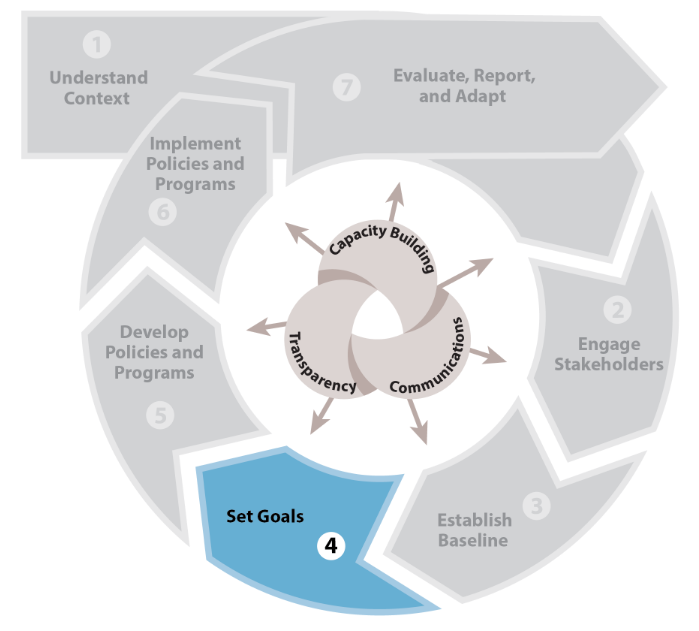 1
Understand
Context
7
Evaluate, Report,
and Adapt
Implement
Policies and
Programs
6
2
Engage
Stakeholders
3
Establish
Baseline
Set Goals
4
Develop
Policies and
Programs
5
Capacity Building
Communications
Transparency